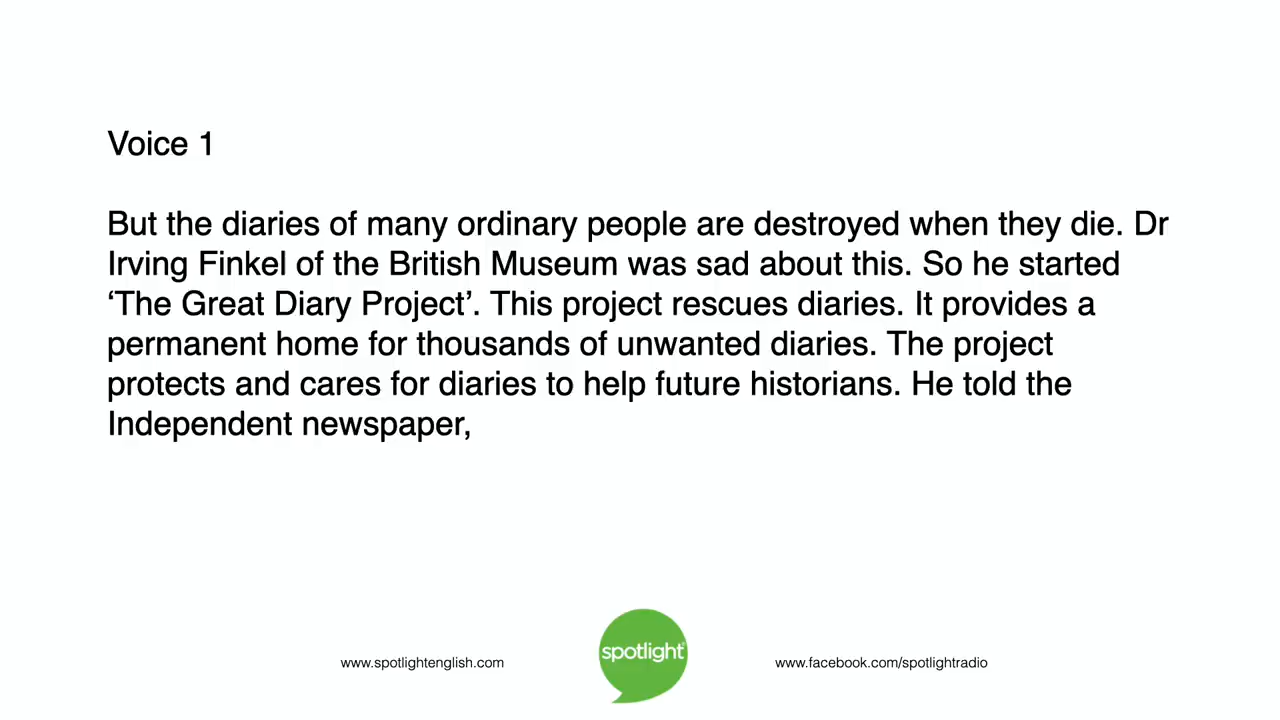 Voice 1
But the diaries of many ordinary people are destroyed when they die. Dr
Irving Finkel of the British Museum was sad about this. So he started
‘The Great Diary Project’. This project rescues diaries. It provides a
permanent home for thousands of unwanted diaries. The project
protects and cares for diaries to help future historians. He told the
Independent newspaper,
www.spotlightenglish.com
spotlight®
www.facebook.com/spotlightradio